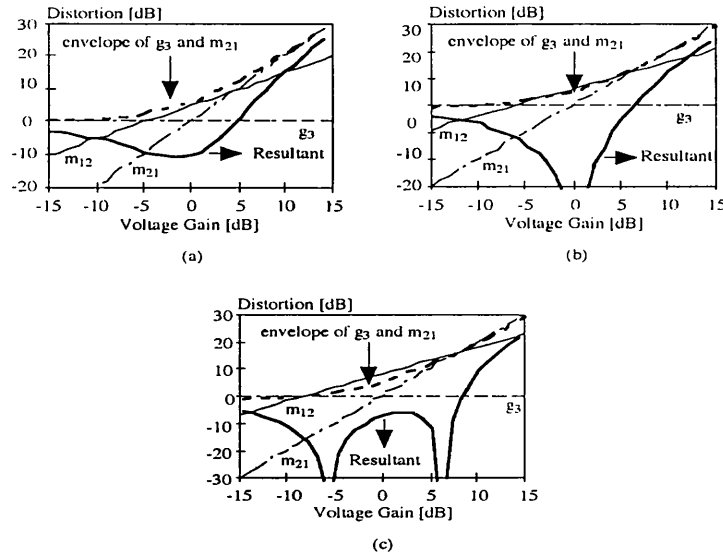 Distortion [dB]
30
20
10
0
-10
-20
envelope of g3 and m21
g3
m12
m21
Resultant
-15 -10 -5 0 5 10 15
Voltage Gain [dB]
(a)
Distortion [dB]
30
20
10
0
-10
-20
envelope of g3 and m21
g3
m12
m21
Resultant
-15 -10 -5 0 5 10 15
Voltage Gain [dB]
(b)
Distortion [dB]
30
20
10
0
-10
-20
-30
envelope of g3 and m21
g3
m12
m21
Resultant
-15 -10 -5 0 5 10 15
Voltage Gain [dB]
(c)